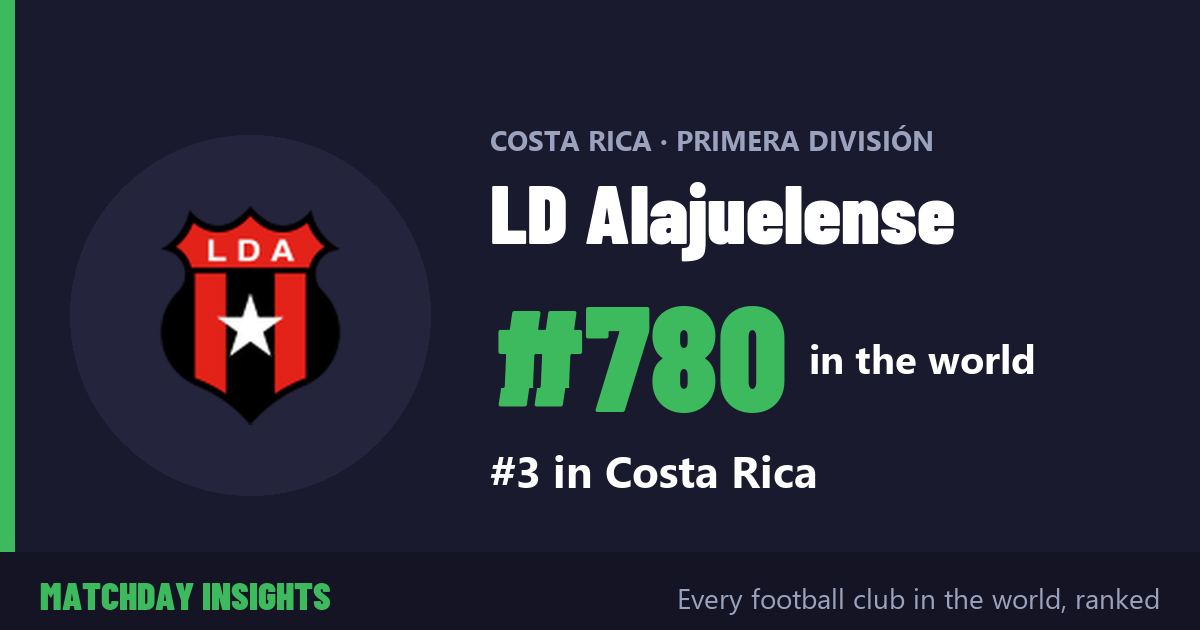 LDA
COSTA RICA · PRIMERA DIVISIÓN
LD Alajuelense
#780 in the world
#3 in Costa Rica
MATCHDAY INSIGHTS
Every football club in the world, ranked